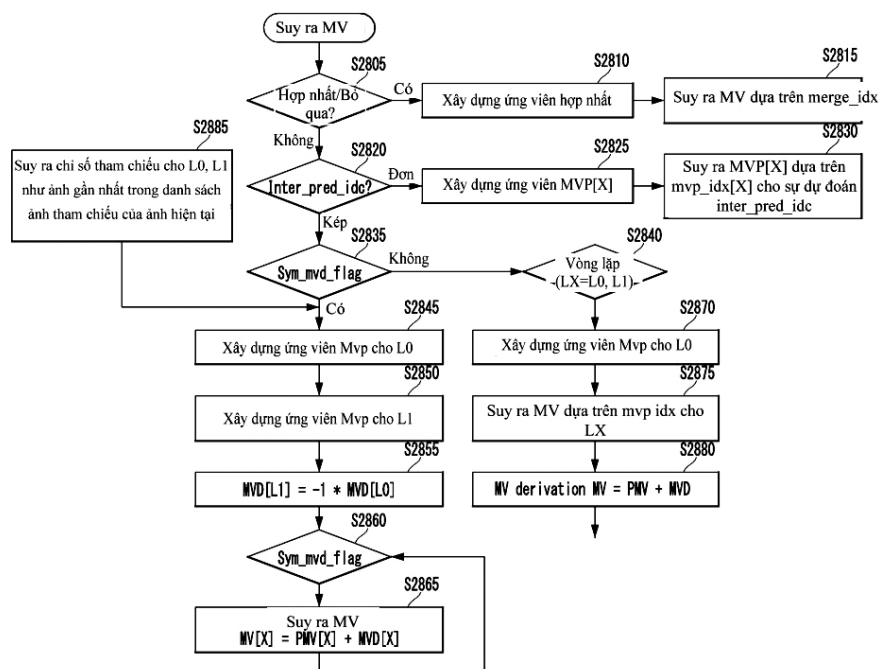 Suy ra MV
S2805
Hợp nhất/Bỏ
qua?
Có
S2810
Xây dựng ứng viên hợp nhất
S2815
Suy ra MV dựa trên merge_idx
Không
S2885
Suy ra chỉ số tham chiếu cho L0, L1
như ảnh gần nhất trong danh sách
ảnh tham chiếu của ảnh hiện tại
S2820
Inter_pred_idc?
Đơn
S2825
Xây dựng ứng viên MVP[X]
S2830
Suy ra MVP[X] dựa trên
mvp_idx[X] cho sự dự đoán
inter_pred_idc
Kép
S2835
Sym_mvd_flag
Không
S2840
Vòng lặp
(LX=L0, L1)
Có
S2845
Xây dựng ứng viên Mvp cho L0
S2870
Xây dựng ứng viên Mvp cho L0
S2850
Xây dựng ứng viên Mvp cho L1
S2875
Suy ra MV dựa trên mvp idx cho
LX
S2855
MVD[L1] = -1 * MVD[L0]
S2880
MV derivation MV = PMV + MVD
S2860
Sym_mvd_flag
S2865
Suy ra MV
MV[X] = PMV[X] + MVD[X]